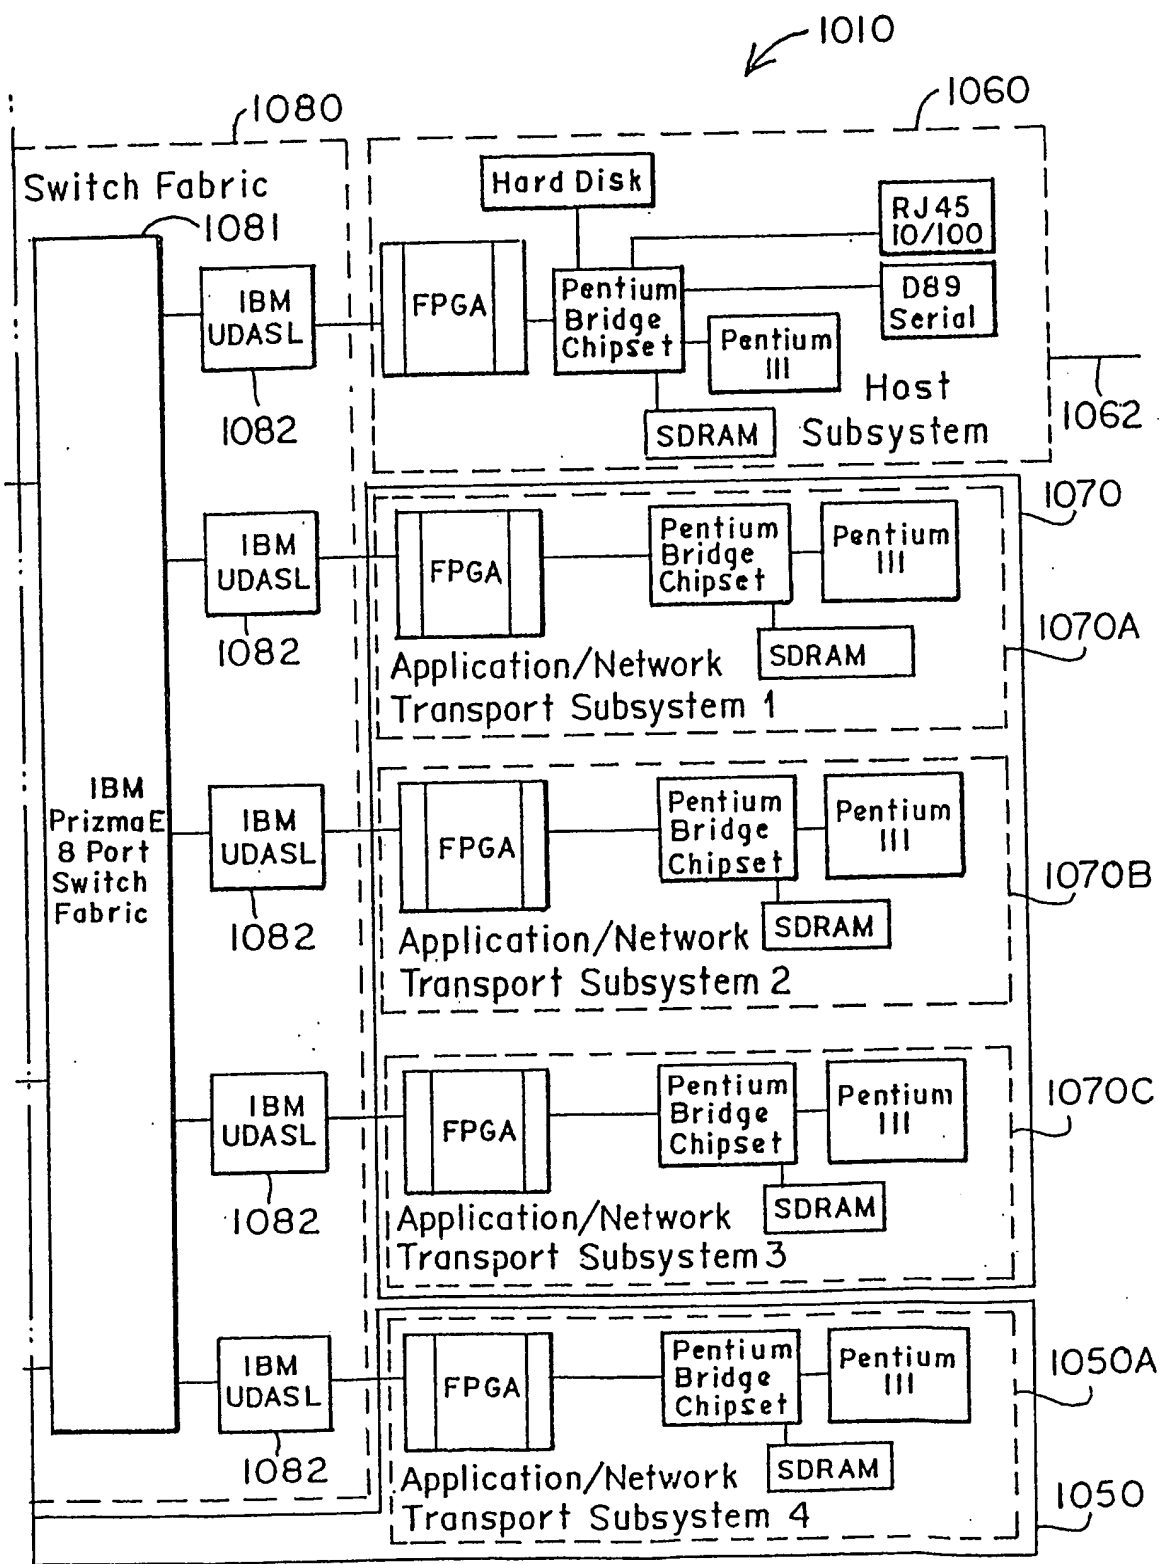 1010
1080
1060
Switch Fabric
1081
Hard Disk
RJ45
10/100
IBM
UDASL
FPGA
Pentium
Bridge
Chipset
D89
Serial
Pentium
III
1082
SDRAM
Host
Subsystem
1062
1070
IBM
UDASL
FPGA
Pentium
Bridge
Chipset
Pentium
III
1082
SDRAM
1070A
Application/Network
Transport Subsystem 1
IBM
PrizmaE
8 Port
Switch
Fabric
IBM
UDASL
FPGA
Pentium
Bridge
Chipset
Pentium
III
1070B
1082
SDRAM
Application/Network
Transport Subsystem 2
IBM
UDASL
FPGA
Pentium
Bridge
Chipset
Pentium
III
1070C
1082
SDRAM
Application/Network
Transport Subsystem 3
IBM
UDASL
FPGA
Pentium
Bridge
Chipset
Pentium
III
1050A
1082
SDRAM
Application/Network
Transport Subsystem 4
1050